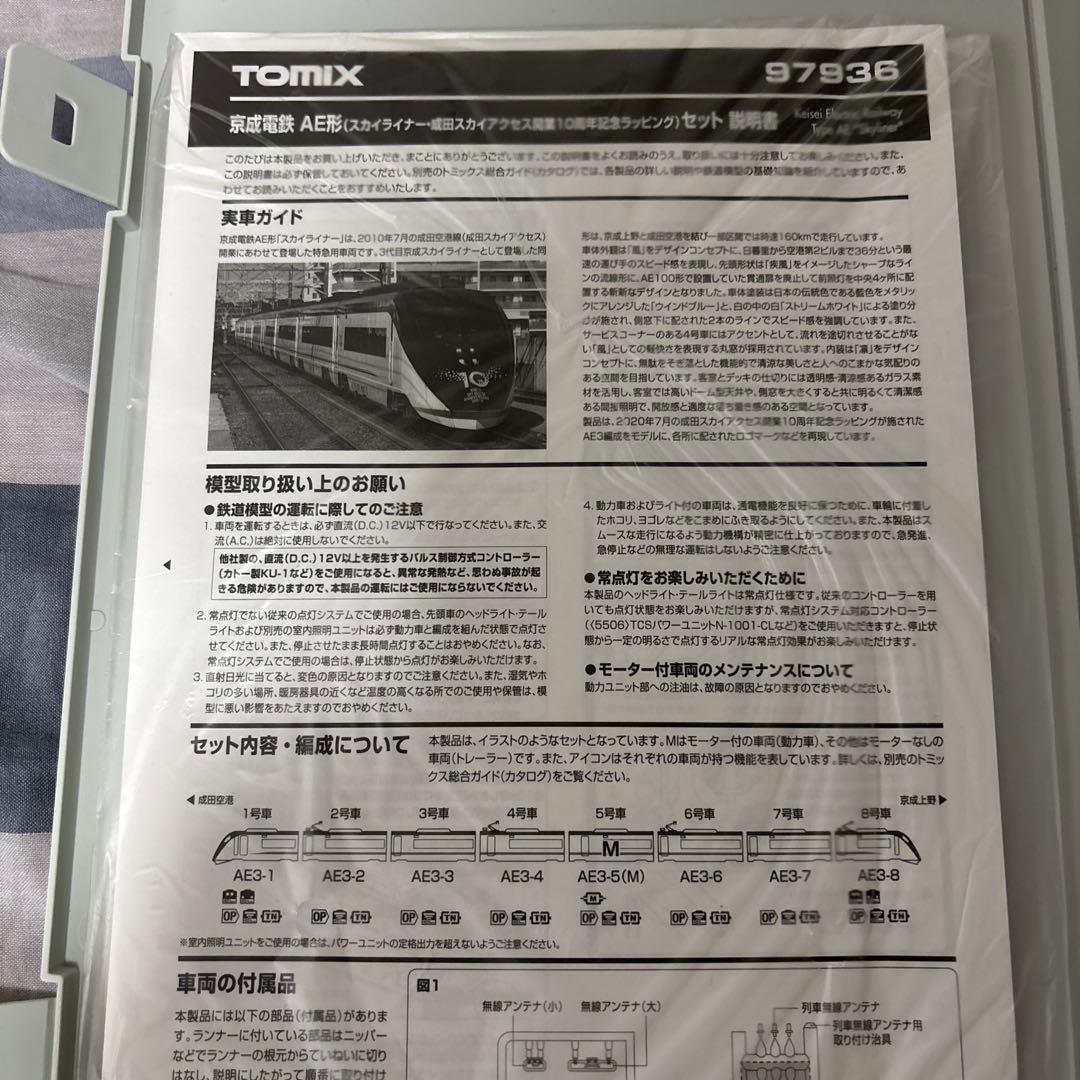 TOMIX
97936
京成電鉄 AE形(スカイライナー・成田スカイアクセス開業10周年記念ラッピング)セット 説明書
Keisei Electric Railway
Type AE "Skyliner"
このたびは本製品をお買い上げいただき、まことにありがとうございます。この説明書をよくお読みのうえ、取り扱いには十分注意してお楽しみください。また、
この説明書は必ず保管しておいてください。別売のトミックス総合ガイド(カタログ)では、各製品の詳しい説明や鉄道模型の基礎知識を紹介していますので、あ
わせてお読みいただくことをおすすめいたします。
実車ガイド
京成電鉄AE形「スカイライナー」は、2010年7月の成田空港線(成田スカイアクセス)
開業にあわせて登場した特急用車両です。3代目京成スカイライナーとして登場した同
10
形は、京成上野と成田空港を結び一部区間では時速160kmで走行しています。
車体外観は「風」をデザインコンセプトに、日暮里から空港第2ビルまで36分という最
速の運び手のスピード感を表現し、先頭形状は「疾風」をイメージしたシャープなライ
ンの流線形に、AE100形で設置していた貫通扉を廃止して前照灯を中央4ヶ所に配
置する斬新なデザインとなりました。車体塗装は日本の伝統色である藍色をメタリッ
クにアレンジした「ウインドブルー」と、白の中の白「ストリームホワイト」による塗り分
けが施され、側窓下に配された2本のラインでスピード感を強調しています。また、
サービスコーナーのある4号車にはアクセントとして、流れを途切れさせることがな
い「風」としての軽快さを表現する丸窓が採用されています。内装は「凛」をデザイン
コンセプトに、無駄をそぎ落とした機能的で清涼な美しさと人へのこまかな気配りの
ある空間を目指しています。客室とデッキの仕切りには透明感・清涼感あるガラス素
材を活用し、客室では高いドーム型天井や、側窓を大きくすると共に明るくて清潔感
ある間接照明で、開放感と適度な落ち着き感のある空間となっています。
製品は、2020年7月の成田スカイアクセス開業10周年記念ラッピングが施された
AE3編成をモデルに、各所に配されたロゴマークなどを再現しています。
模型取り扱い上のお願い
●鉄道模型の運転に際してのご注意
1. 車両を運転するときは、必ず直流(D.C.)12V以下で行なってください。また、交
流(A.C.)は絶対に使用しないでください。
他社製の、直流(D.C.)12V以上を発生するパルス制御方式コントローラー
(カトー製KU-1など)をご使用になると、異常な発熱など、思わぬ事故が起
きる危険がありますので、本製品の運転にはご使用にならないでください。
2. 常点灯でない従来の点灯システムでご使用の場合、先頭車のヘッドライト・テール
ライトおよび別売の室内照明ユニットは必ず動力車と編成を組んだ状態で点灯さ
せてください。また、停止させたまま長時間点灯することはおやめください。なお、
常点灯システムでご使用の場合は、停止状態から点灯がお楽しみいただけます。
3. 直射日光に当てると、変色の原因となりますのでご注意ください。また、湿気やホ
コリの多い場所、暖房器具の近くなど温度の高くなる所でのご使用や保管は、模
型に悪い影響をあたえますのでおやめください。
4. 動力車およびライト付の車両は、通電機能を良好に保つために、車輪に付着し
たホコリ、ヨゴレなどをこまめにふき取るようにしてください。また、本製品はス
ムースな走行になるよう動力機構が精密に仕上がっておりますので、急発進、
急停止などの無理な運転はしないようご注意ください。
●常点灯をお楽しみいただくために
本製品のヘッドライト・テールライトは常点灯仕様です。従来のコントローラーを用
いても点灯状態をお楽しみいただけますが、常点灯システム対応コントローラー
(〈5506〉TCSパワーユニットN-1001-CLなど)をご使用いただきますと、停止状
態から一定の明るさで点灯するリアルな常点灯効果がお楽しみいただけます。
●モーター付車両のメンテナンスについて
動力ユニット部への注油は、故障の原因となりますのでおやめください。
セット内容・編成について
本製品は、イラストのようなセットとなっています。Mはモーター付の車両(動力車)、その他はモーターなしの
車両(トレーラー)です。また、アイコンはそれぞれの車両が持つ機能を表しています。詳しくは、別売のトミッ
クス総合ガイド(カタログ)をご覧ください。
◀成田空港
京成上野▶
1号車 2号車 3号車 4号車 5号車 6号車 7号車 8号車
M
AE3-1 AE3-2 AE3-3 AE3-4 AE3-5(M) AE3-6 AE3-7 AE3-8
M
OP TN OP TN OP TN OP TN OP TN OP TN OP TN OP TN
※室内照明ユニットをご使用の場合は、パワーユニットの定格出力を超えないようご注意ください。
車両の付属品
本製品には以下の部品(付属品)がありま
す。ランナーに付いている部品はニッパー
などでランナーの根元からていねいに切り
はなし、説明にしたがって順番に取り付け
図1
無線アンテナ(小) 無線アンテナ(大)
列車無線アンテナ
列車無線アンテナ用
取り付け治具